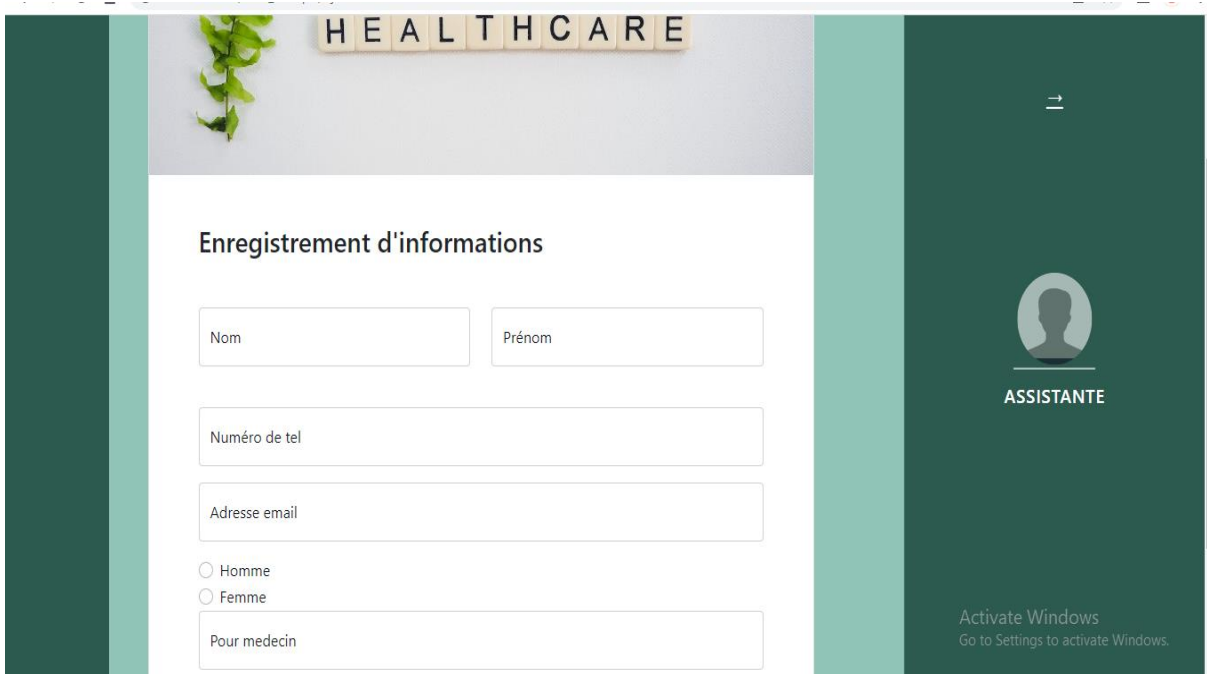 HEALTHCARE
→
Enregistrement d'informations
Nom
Prénom
ASSISTANTE
Numéro de tel
Adresse email
Homme
Femme
Pour medecin
Activate Windows
Go to Settings to activate Windows.